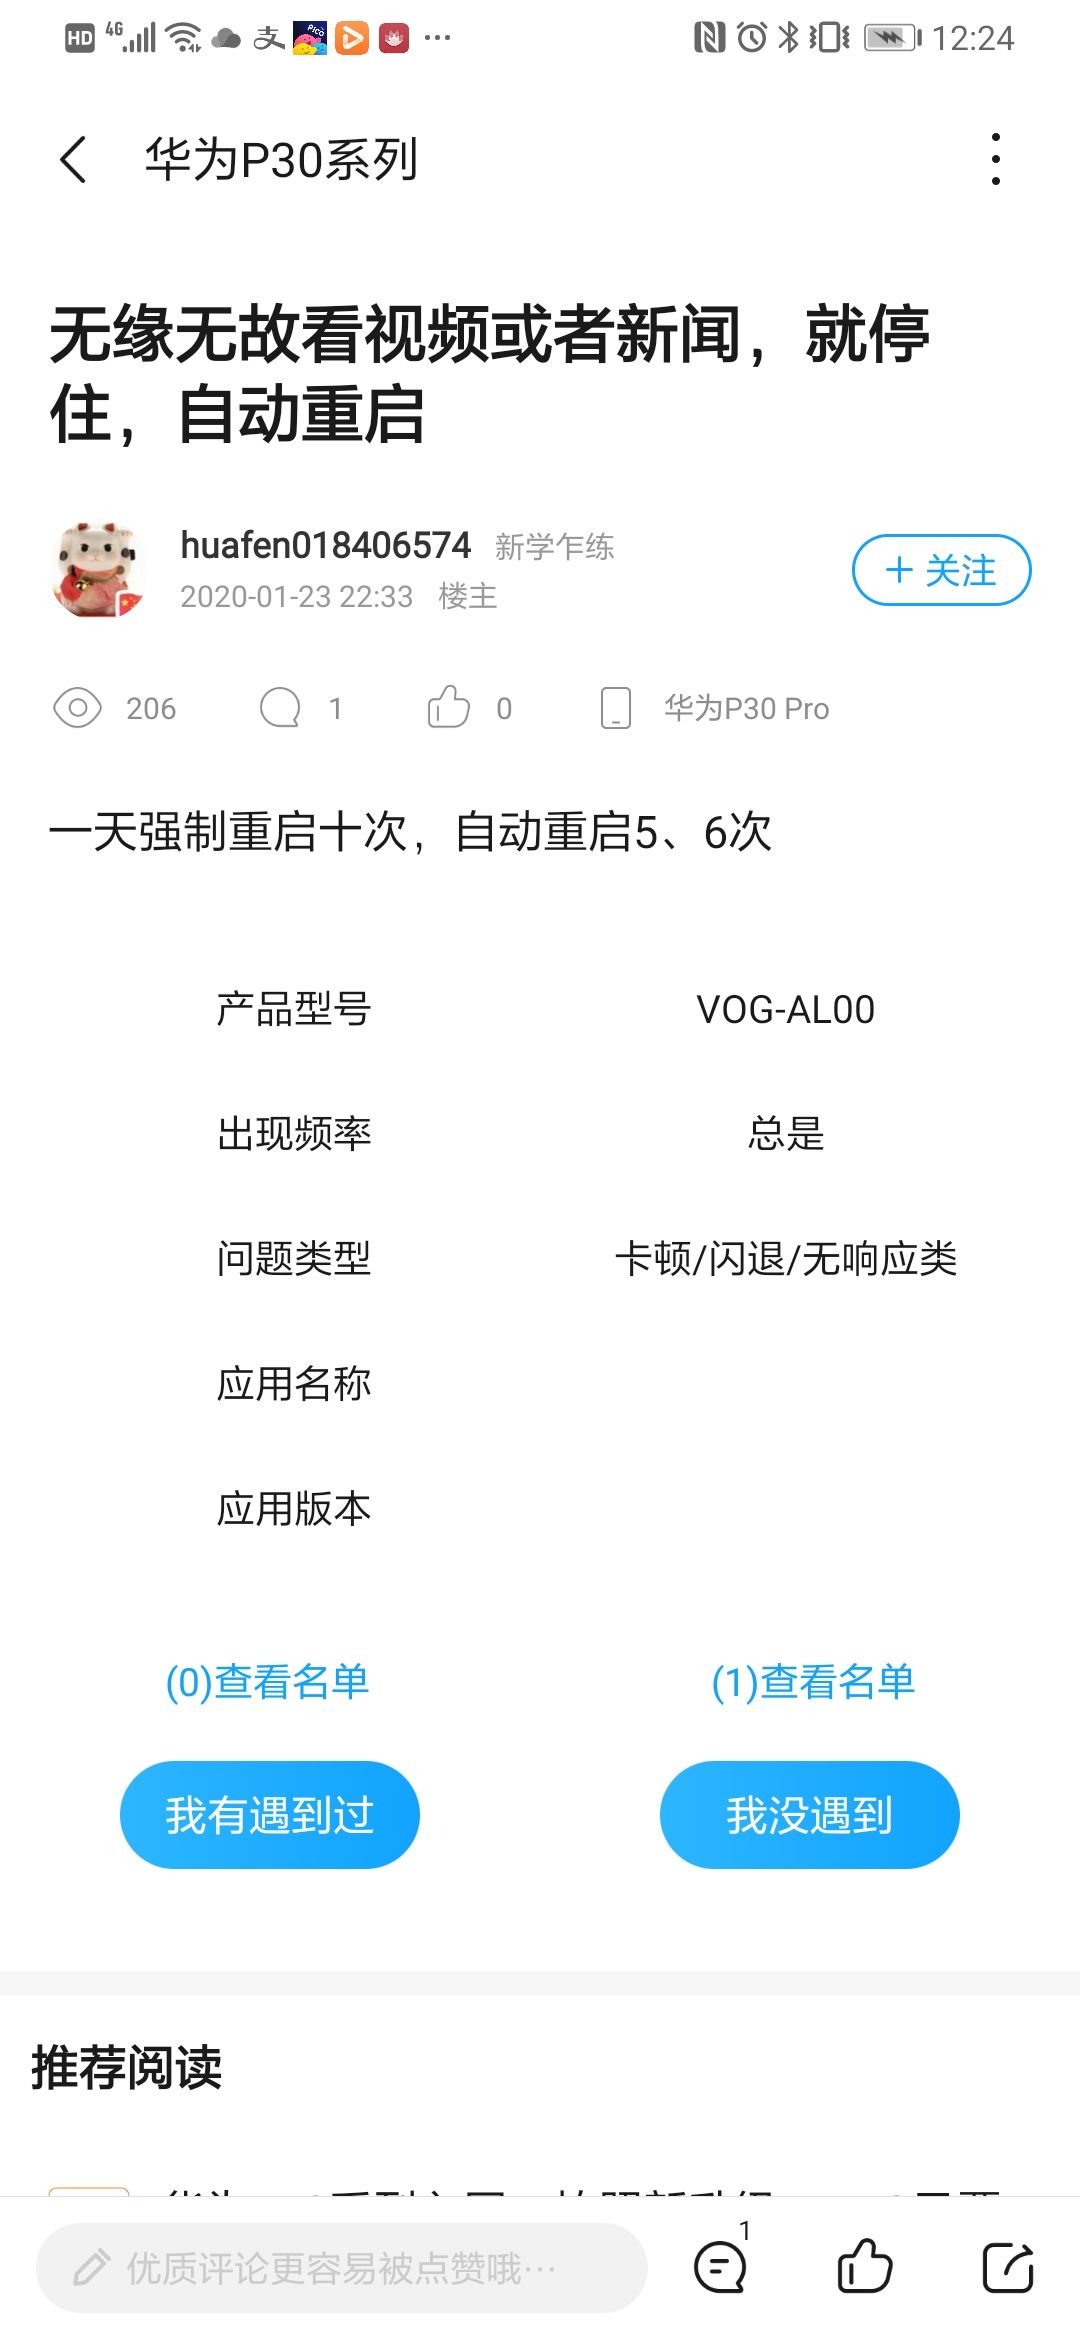 HD 4G 支 PICO 12:24
华为P30系列
无缘无故看视频或者新闻，就停
住，自动重启
huafen018406574 新学乍练
2020-01-23 22:33 楼主
+ 关注
206 1 0 华为P30 Pro
一天强制重启十次，自动重启5、6次
产品型号 VOG-AL00
出现频率 总是
问题类型 卡顿/闪退/无响应类
应用名称
应用版本
(0)查看名单 (1)查看名单
我有遇到过 我没遇到
推荐阅读
优质评论更容易被点赞哦… 1